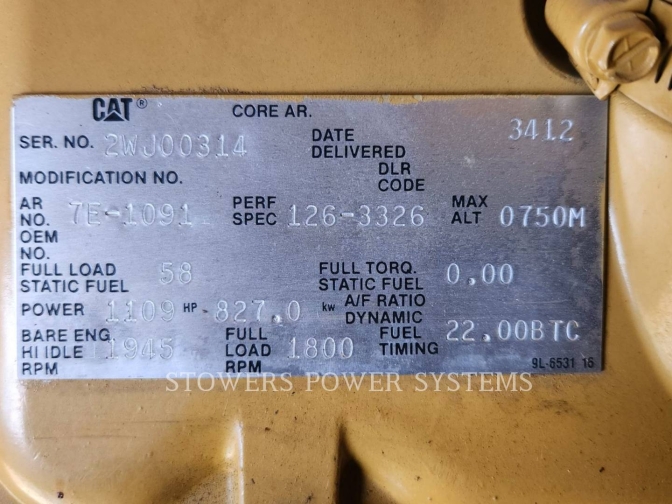 CAT® CORE AR. 3412
SER. NO. 2WJ00314 DATE DELIVERED
MODIFICATION NO. DLR CODE
AR NO. 7E-1091 PERF SPEC 126-3326 MAX ALT 0750M
OEM NO.
FULL LOAD STATIC FUEL 58 FULL TORQ. STATIC FUEL 0.00
POWER 1109 HP 827.0 kw A/F RATIO DYNAMIC
BARE ENG HI IDLE RPM 1945 FULL LOAD RPM 1800 FUEL TIMING 22.00BTC
9L-6531 15
STOWERS POWER SYSTEMS